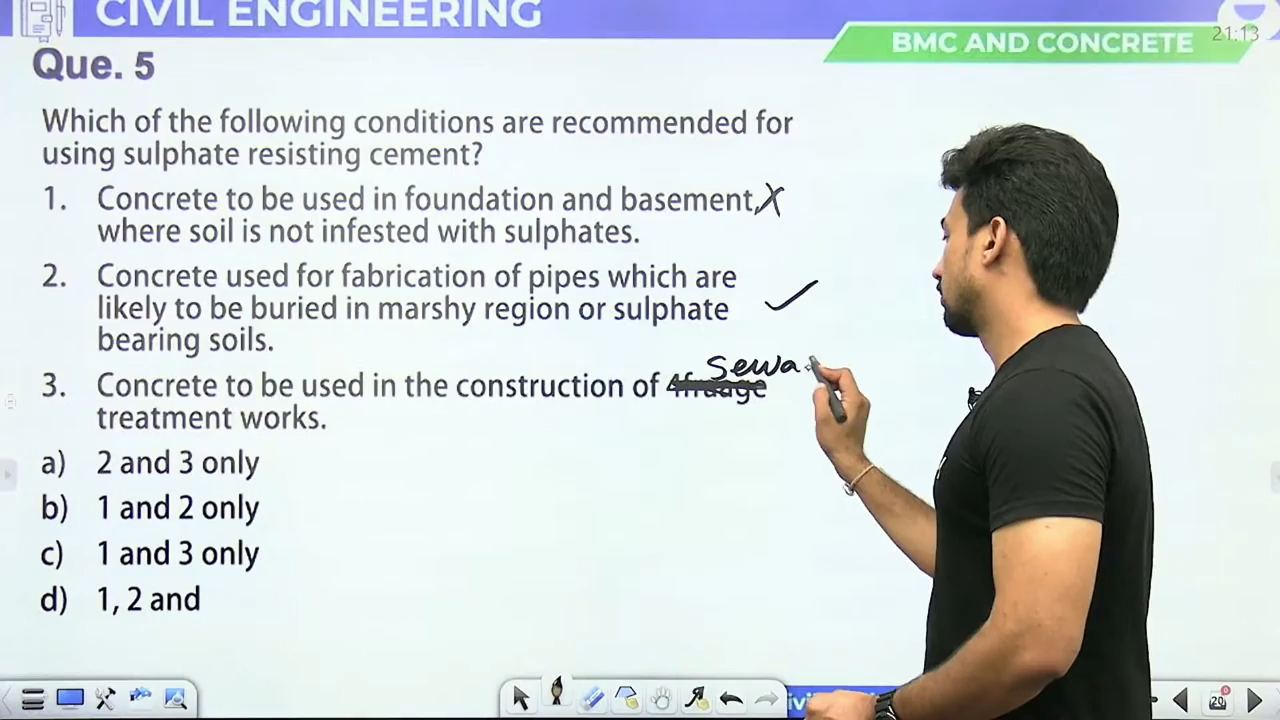 CIVIL ENGINEERING
BMC AND CONCRETE
21:13
Que. 5
Which of the following conditions are recommended for
using sulphate resisting cement?
1. Concrete to be used in foundation and basement, X
where soil is not infested with sulphates.
2. Concrete used for fabrication of pipes which are
likely to be buried in marshy region or sulphate ✓
bearing soils.
Sewa
3. Concrete to be used in the construction of
treatment works.
a) 2 and 3 only
b) 1 and 2 only
c) 1 and 3 only
d) 1, 2 and
20